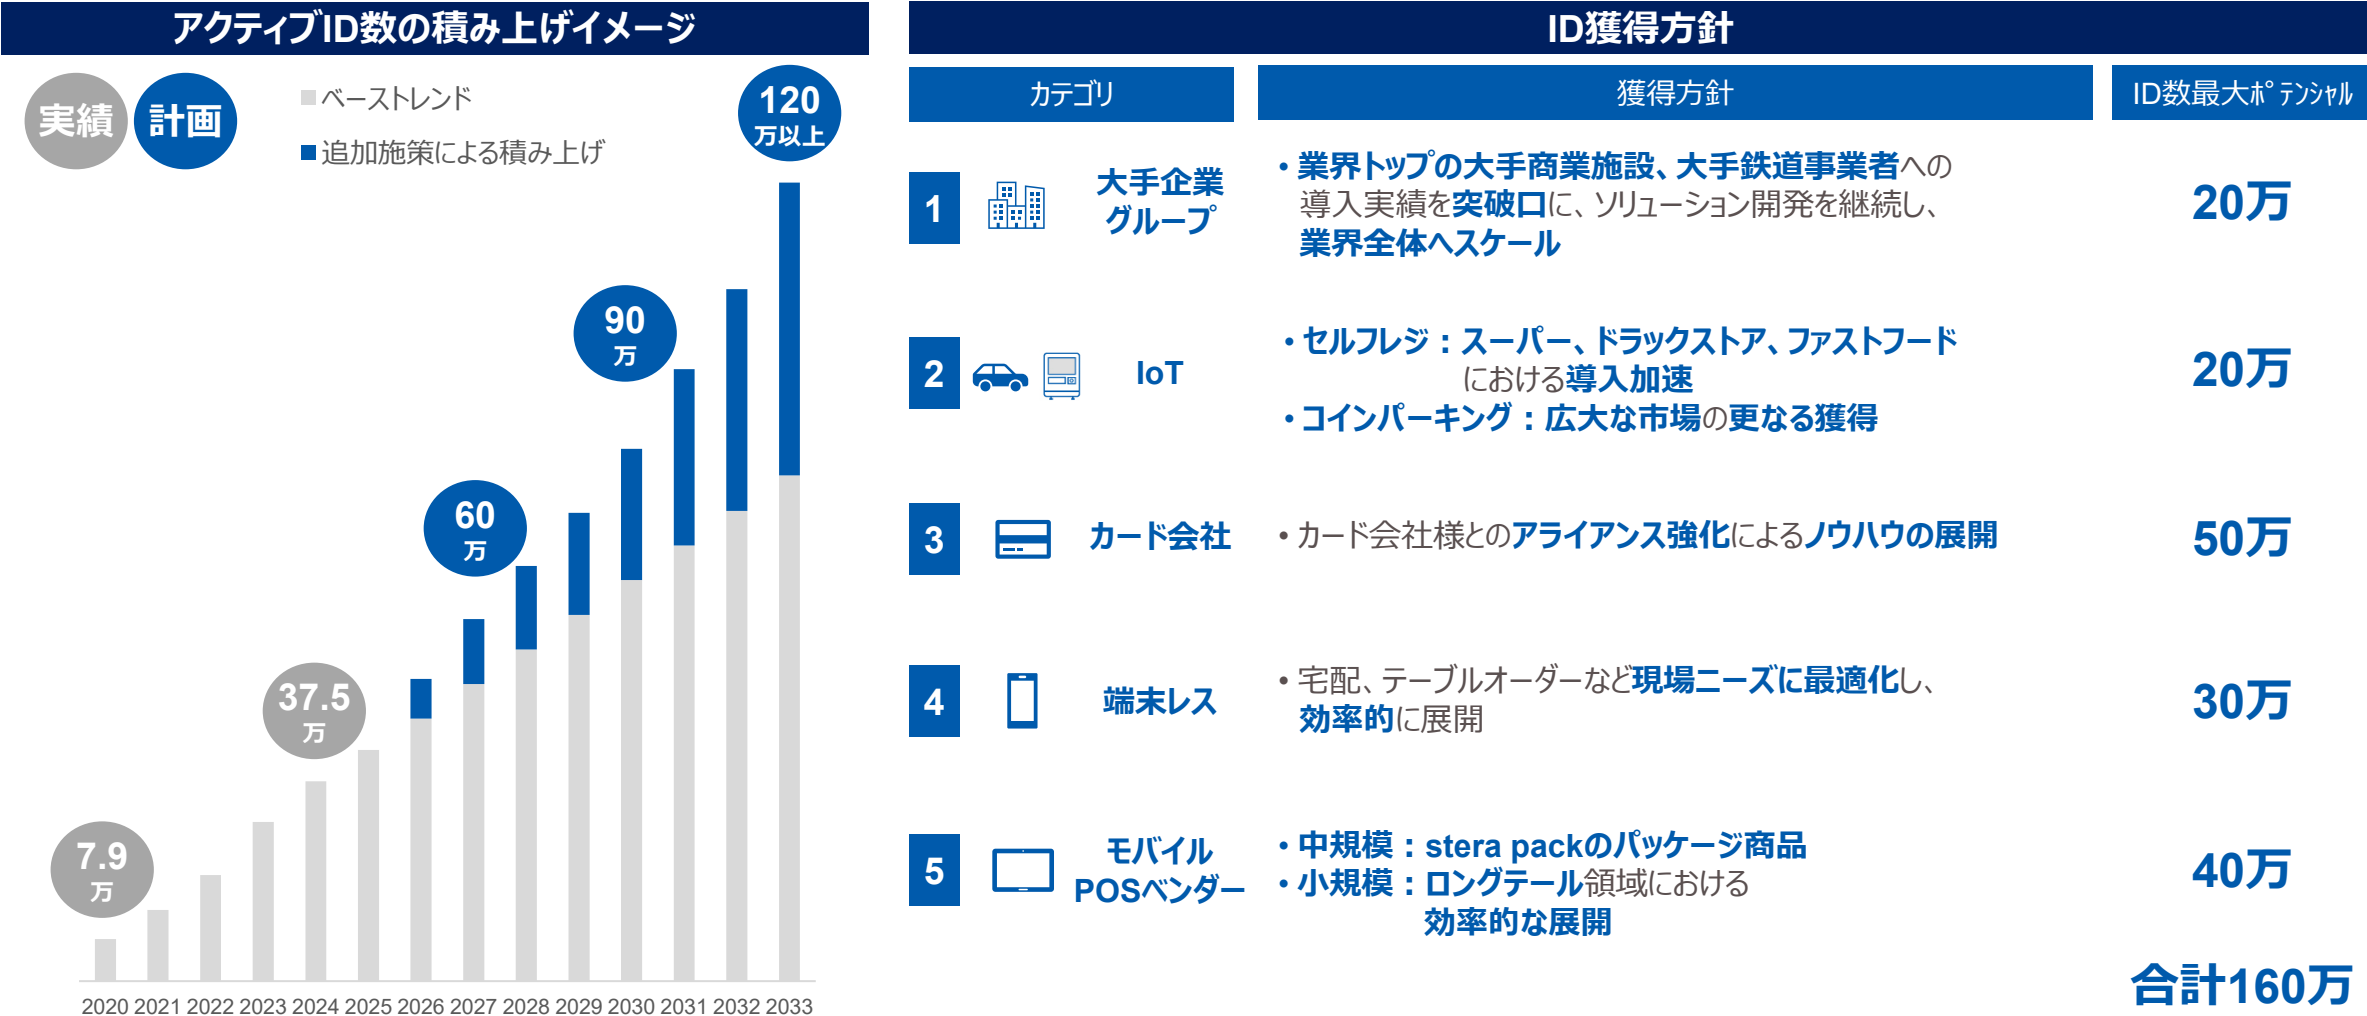 アクティブID数の積み上げイメージ
実績
計画
ベーストレンド
追加施策による積み上げ
120
万以上
90
万
60
万
37.5
万
7.9
万
2020 2021 2022 2023 2024 2025 2026 2027 2028 2029 2030 2031 2032 2033
ID獲得方針
カテゴリ
獲得方針
ID数最大ﾎﾟﾃﾝｼｬﾙ
1
大手企業
グループ
・業界トップの大手商業施設、大手鉄道事業者への
導入実績を突破口に、ソリューション開発を継続し、
業界全体へスケール
20万
2
IoT
・セルフレジ：スーパー、ドラックストア、ファストフード
における導入加速
・コインパーキング：広大な市場の更なる獲得
20万
3
カード会社
・カード会社様とのアライアンス強化によるノウハウの展開
50万
4
端末レス
・宅配、テーブルオーダーなど現場ニーズに最適化し、
効率的に展開
30万
5
モバイル
POSベンダー
・中規模：stera packのパッケージ商品
・小規模：ロングテール領域における
効率的な展開
40万
合計160万